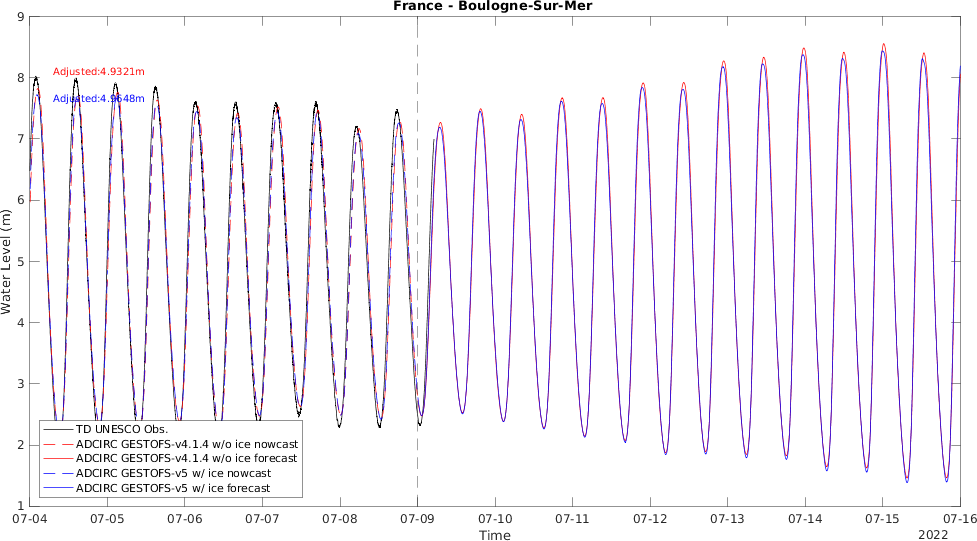 France - Boulogne-Sur-Mer
9
8
7
6
5
4
3
2
1
Water Level (m)
Adjusted:4.9321m
TD UNESCO Obs.
ADCIRC GESTOFS-v4.1.4 w/o ice nowcast
ADCIRC GESTOFS-v4.1.4 w/o ice forecast
ADCIRC GESTOFS-v5 w/ ice nowcast
ADCIRC GESTOFS-v5 w/ ice forecast
07-04 07-05 07-06 07-07 07-08 07-09 07-10 07-11 07-12 07-13 07-14 07-15 07-16
Time
2022